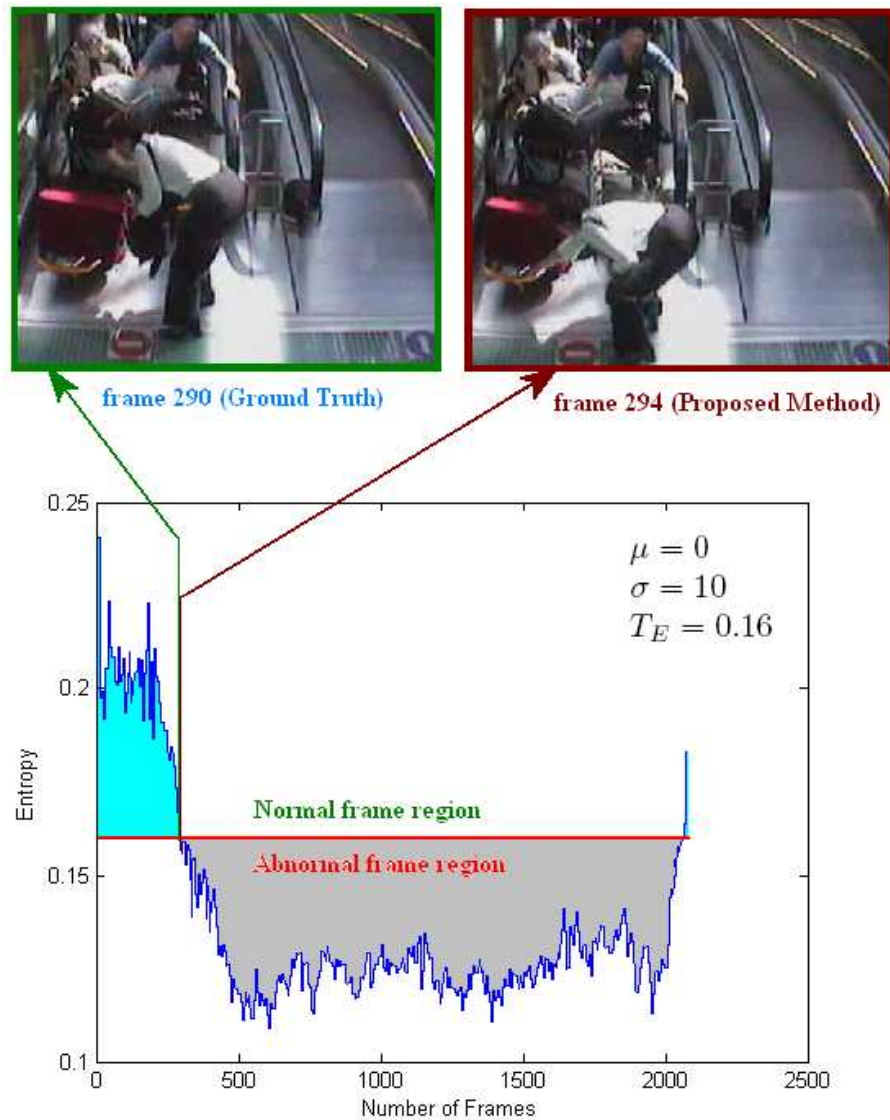 frame 290 (Ground Truth)
frame 294 (Proposed Method)
0.25
μ = 0
σ = 10
T_E = 0.16
0.2
Entropy
Normal frame region
Abnormal frame region
0.15
0.1
0 500 1000 1500 2000 2500
Number of Frames